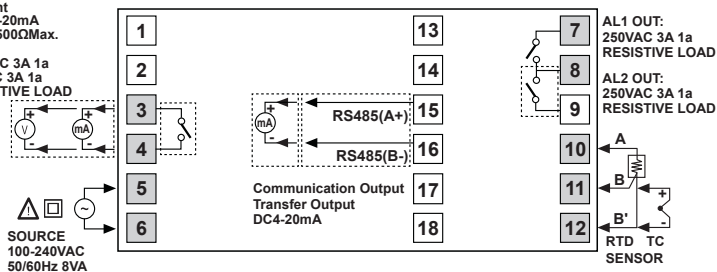 20mA
500ΩMax.
3A 1a
3A 1a
LOAD
1
2
3
4
5
6
V
mA
+
-
+
-
SOURCE
100-240VAC
50/60Hz 8VA
13
14
15
16
17
18
mA
+
-
RS485(A+)
RS485(B-)
Communication Output
Transfer Output
DC4-20mA
7
8
9
10
11
12
AL1 OUT:
250VAC 3A 1a
RESISTIVE LOAD
AL2 OUT:
250VAC 3A 1a
RESISTIVE LOAD
A
B
B'
+
-
RTD TC
SENSOR